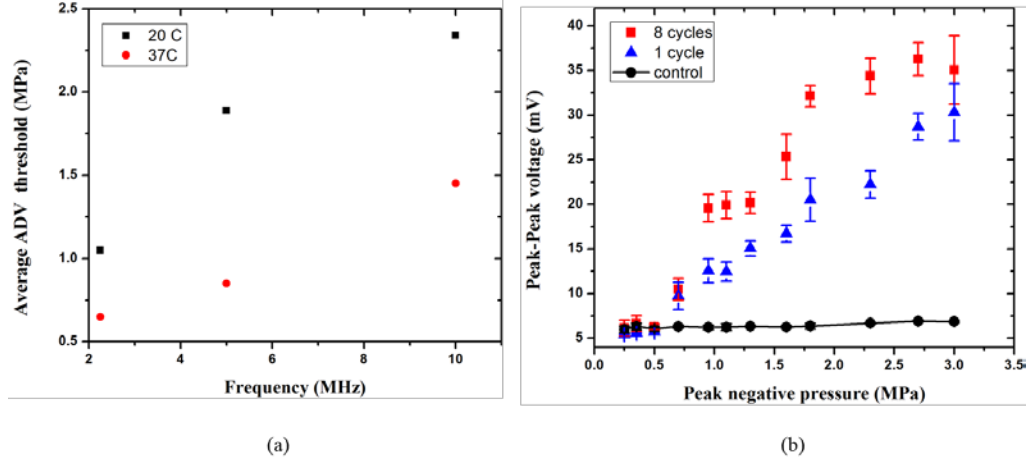 20 C
37C
Average ADV threshold (MPa)
2.5
2.0
1.5
1.0
0.5
2
4
6
8
10
Frequency (MHz)
(a)
8 cycles
1 cycle
control
Peak-Peak voltage (mV)
40
35
30
25
20
15
10
5
0.0
0.5
1.0
1.5
2.0
2.5
3.0
3.5
Peak negative pressure (MPa)
(b)